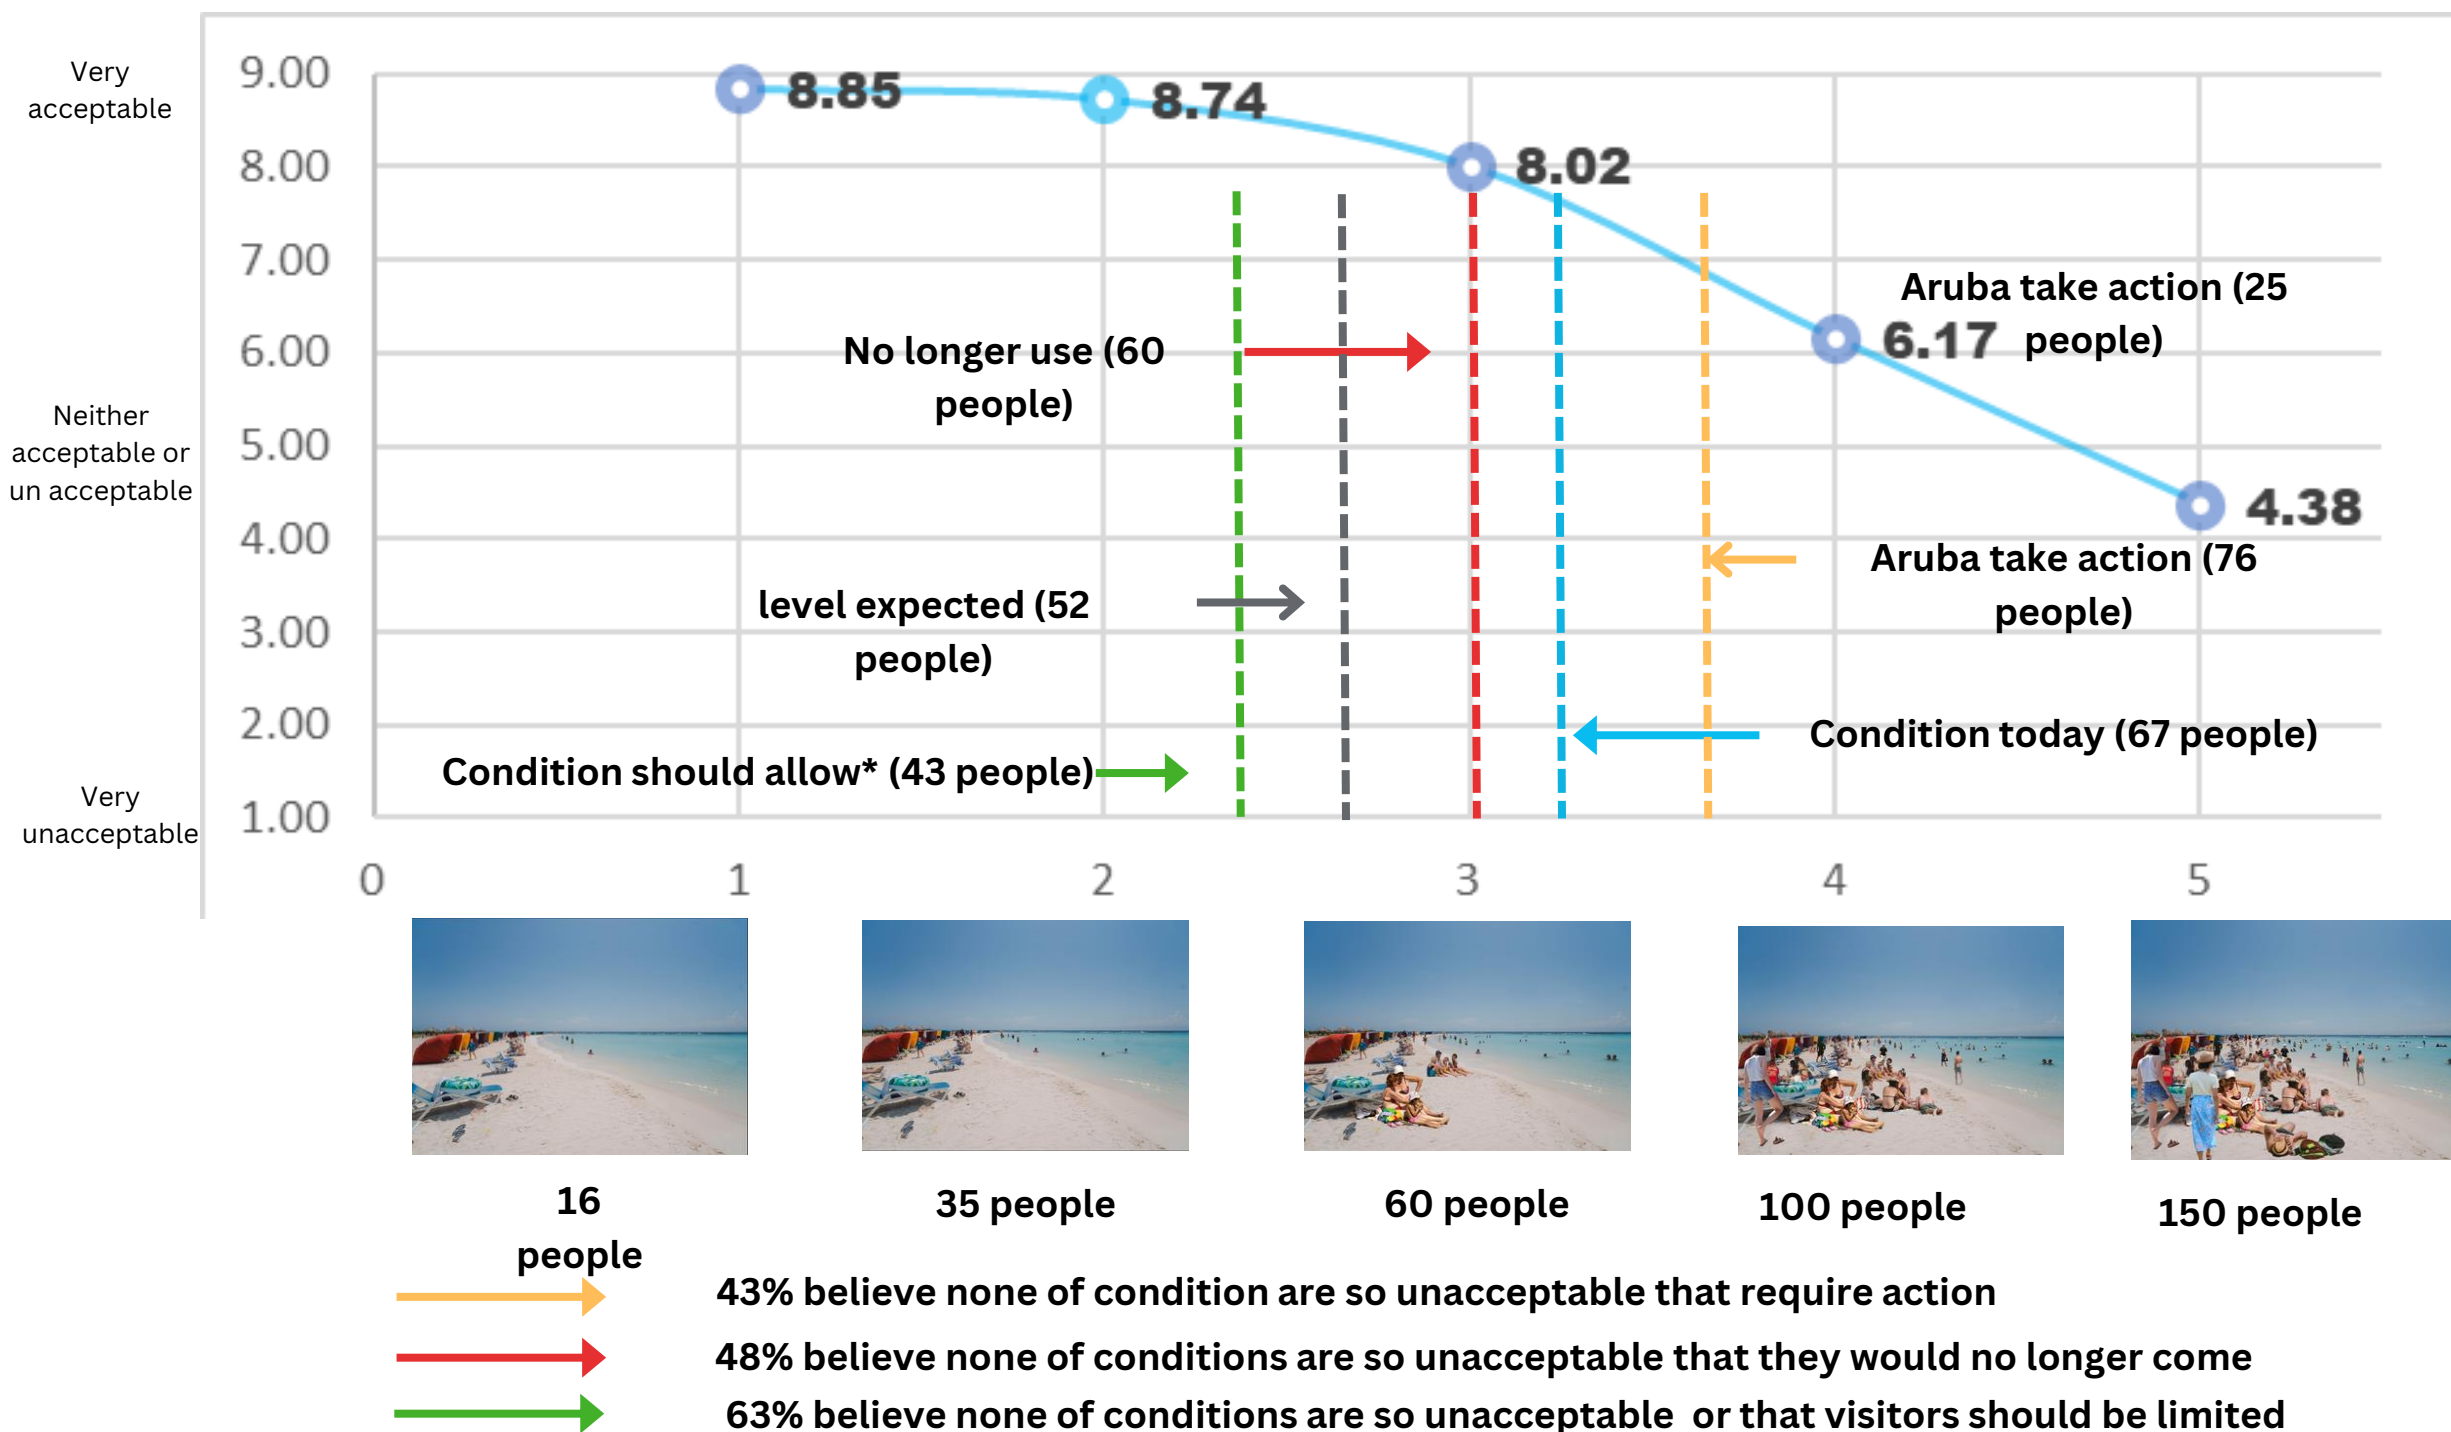 Very
acceptable
Neither
acceptable or
un acceptable
Very
unacceptable
9.00
8.00
7.00
6.00
5.00
4.00
3.00
2.00
1.00
8.85
8.74
8.02
6.17
4.38
Aruba take action (25
people)
No longer use (60
people)
Aruba take action (76
people)
level expected (52
people)
Condition today (67 people)
Condition should allow* (43 people)
0 1 2 3 4 5
16
people
35 people
60 people
100 people
150 people
43% believe none of condition are so unacceptable that require action
48% believe none of conditions are so unacceptable that they would no longer come
63% believe none of conditions are so unacceptable or that visitors should be limited